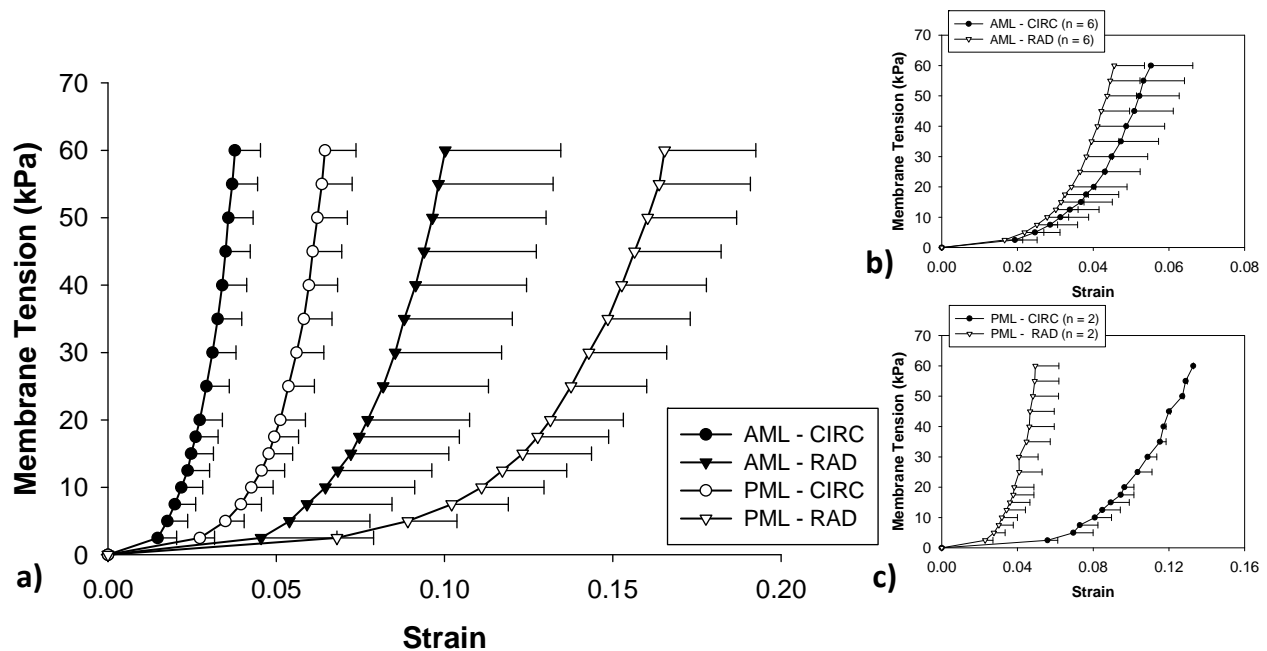 70
60
50
40
30
20
10
0
Membrane Tension (kPa)
0.00
0.05
0.10
0.15
0.20
Strain
AML - CIRC
AML - RAD
PML - CIRC
PML - RAD
a)
AML - CIRC (n = 6)
AML - RAD (n = 6)
70
60
50
40
30
20
10
0
Membrane Tension (kPa)
0.00
0.02
0.04
0.06
0.08
Strain
b)
PML - CIRC (n = 2)
PML - RAD (n = 2)
70
60
50
40
30
20
10
0
Membrane Tension (kPa)
0.00
0.04
0.08
0.12
0.16
Strain
c)